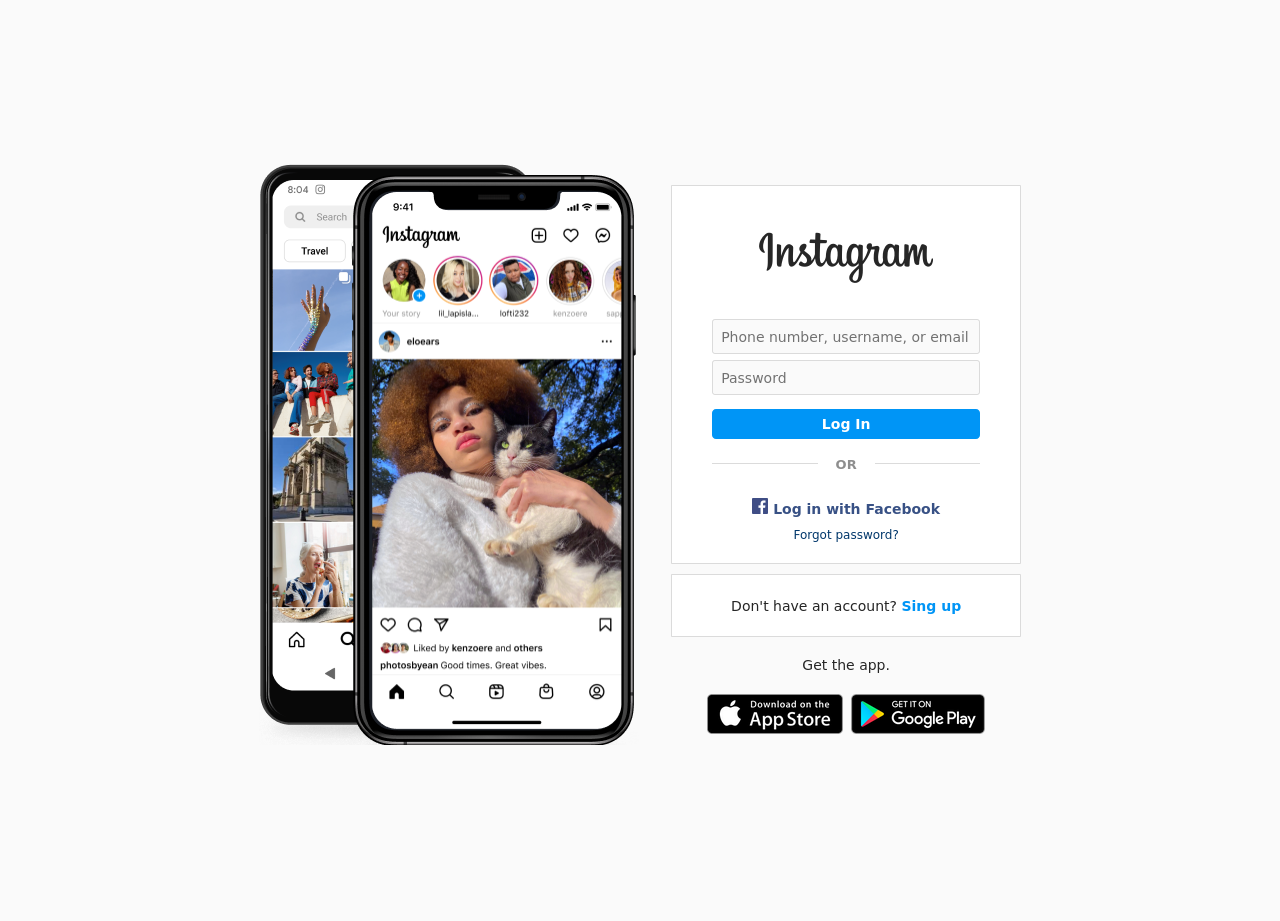 8:04
Search
Travel
9:41
Instagram
Your story
lil_lapisla...
lofti232
kenzoere
sapp
eloears
Liked by kenzoere and others
photosbyean Good times. Great vibes.
Instagram
Phone number, username, or email
Password
Log In
OR
Log in with Facebook
Forgot password?
Don't have an account? Sing up
Get the app.
Download on the
App Store
GET IT ON
Google Play